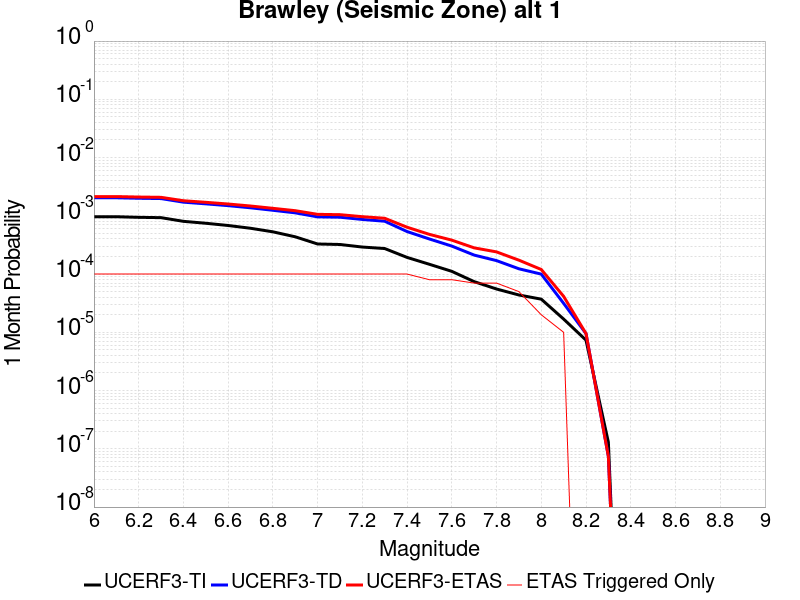 Brawley (Seismic Zone) alt 1
10^0
10^-1
10^-2
10^-3
10^-4
10^-5
10^-6
10^-7
10^-8
1 Month Probability
6 6.2 6.4 6.6 6.8 7 7.2 7.4 7.6 7.8 8 8.2 8.4 8.6 8.8 9
Magnitude
UCERF3-TI UCERF3-TD UCERF3-ETAS ETAS Triggered Only